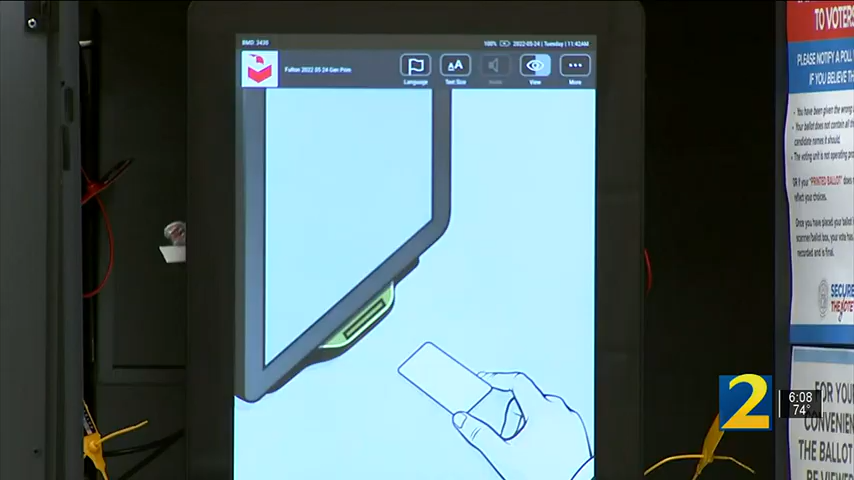 BMD 3435
100%
2022-05-24 | Tuesday | 11:42AM
Fulton 2022 05-24 Gen Prim
AA
Language
Text Size
Audio
View
More
TO VOTERS
PLEASE NOTIFY A POLL
IF YOU BELIEVE TH
• You have been given the wrong
• Your ballot does not contain all th
candidate names it should
• The voting unit is not operating
OR if your "PRINTED BALLOT" does
reflect your choices.
Once you have placed your ballot
scanner/ballot box, your vote has
recorded and is final.
SECURE
THE VOTE
FOR YOU
CONVENIEN
THE BALLOT
BE VIEWED
2
6:08
74°